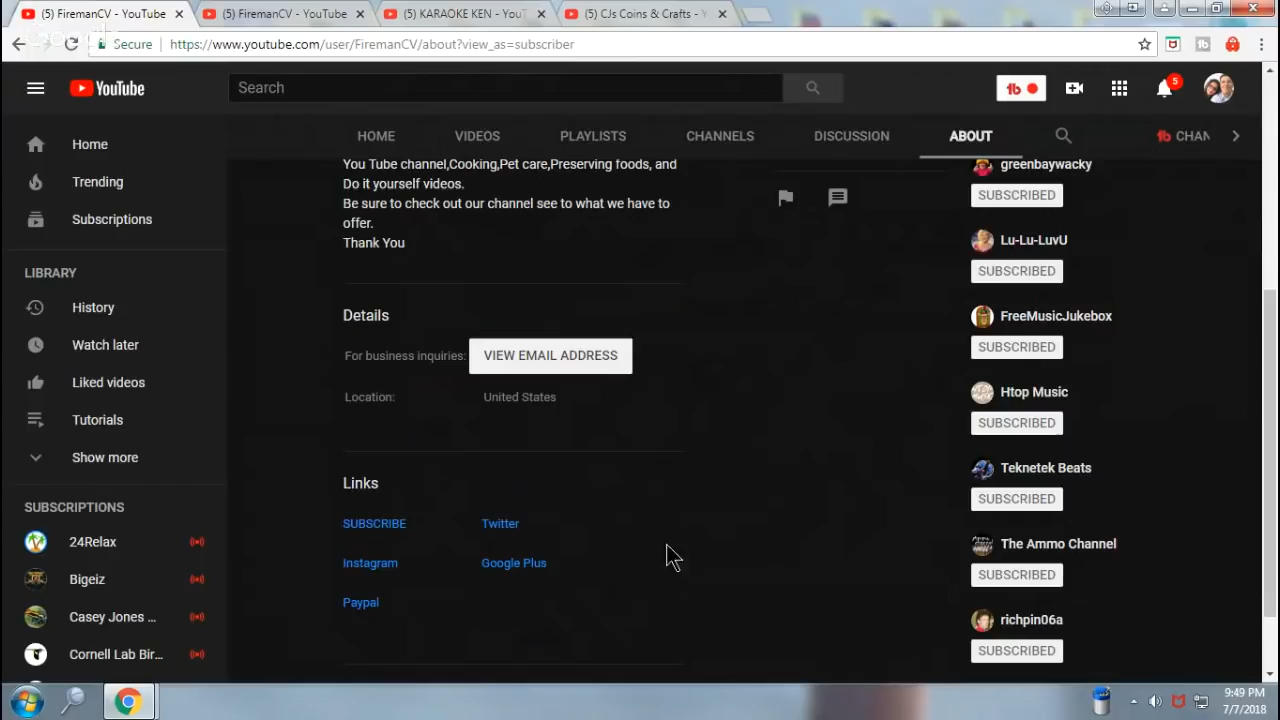 (5) FiremanCV - YouTube
(5) FiremanCV - YouTube
(5) KARAOKE KEN - YouT
(5) CJs Coins & Crafts - Y
Secure
https://www.youtube.com/user/FiremanCV/about?view_as=subscriber
YouTube
Search
5
HOME
VIDEOS
PLAYLISTS
CHANNELS
DISCUSSION
ABOUT
CHAN
Home
Trending
Subscriptions
LIBRARY
History
Watch later
Liked videos
Tutorials
Show more
SUBSCRIPTIONS
24Relax
Bigeiz
Casey Jones ...
Cornell Lab Bir...
You Tube channel,Cooking,Pet care,Preserving foods, and
Do it yourself videos.
Be sure to check out our channel see to what we have to
offer.
Thank You
Details
For business inquiries: VIEW EMAIL ADDRESS
Location: United States
Links
SUBSCRIBE Twitter
Instagram Google Plus
Paypal
greenbaywacky
SUBSCRIBED
Lu-Lu-LuvU
SUBSCRIBED
FreeMusicJukebox
SUBSCRIBED
Htop Music
SUBSCRIBED
Teknetek Beats
SUBSCRIBED
The Ammo Channel
SUBSCRIBED
richpin06a
SUBSCRIBED
9:49 PM
7/7/2018